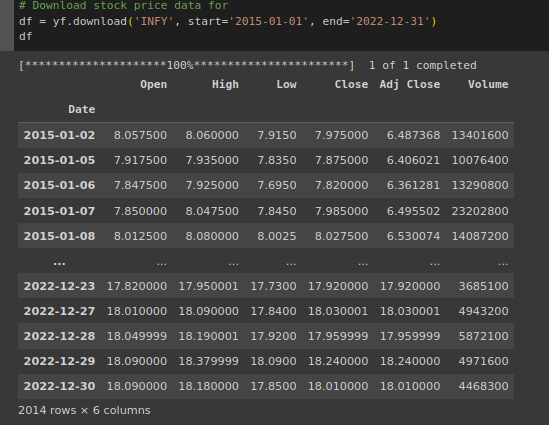 # Download stock price data for
df = yf.download('INFY', start='2015-01-01', end='2022-12-31')
df
[*********************100%***********************] 1 of 1 completed
Open High Low Close Adj Close Volume
Date
2015-01-02 8.057500 8.060000 7.9150 7.975000 6.487368 13401600
2015-01-05 7.917500 7.935000 7.8350 7.875000 6.406021 10076400
2015-01-06 7.847500 7.925000 7.6950 7.820000 6.361281 13290800
2015-01-07 7.850000 8.047500 7.8450 7.985000 6.495502 23202800
2015-01-08 8.012500 8.080000 8.0025 8.027500 6.530074 14087200
... ... ... ... ... ... ...
2022-12-23 17.820000 17.950001 17.7300 17.920000 17.920000 3685100
2022-12-27 18.010000 18.090000 17.8400 18.030001 18.030001 4943200
2022-12-28 18.049999 18.190001 17.9200 17.959999 17.959999 5872100
2022-12-29 18.090000 18.379999 18.0900 18.240000 18.240000 4971600
2022-12-30 18.090000 18.180000 17.8500 18.010000 18.010000 4468300
2014 rows × 6 columns